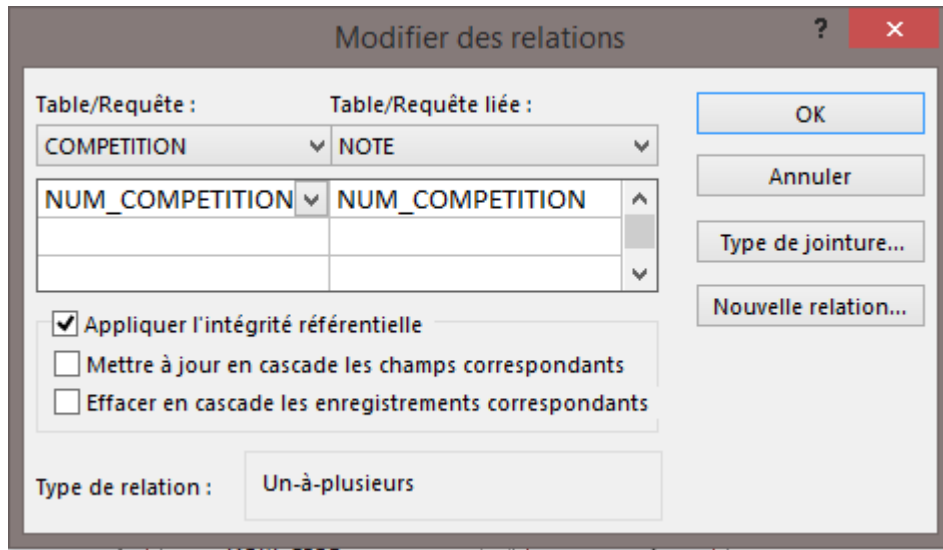 Modifier des relations ?
Table/Requête : Table/Requête liée :
COMPETITION NOTE
NUM_COMPETITION NUM_COMPETITION
OK
Annuler
Type de jointure...
Nouvelle relation...
Appliquer l'intégrité référentielle
Mettre à jour en cascade les champs correspondants
Effacer en cascade les enregistrements correspondants
Type de relation : Un-à-plusieurs